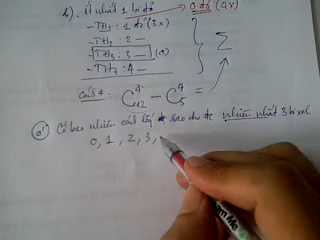 b). Ít nhất 1 bi đỏ 0 đỏ (4x)
- TH1: 1 đỏ (3x)
- TH2: 2 -
- TH3: 3 - (a)
- TH4: 4 -
Cách 2: C⁴₁₂ - C⁴₅ = Σ
Có bao nhiêu cách lấy sao cho đc nhiều nhất 3 bi xanh
0, 1, 2, 3,